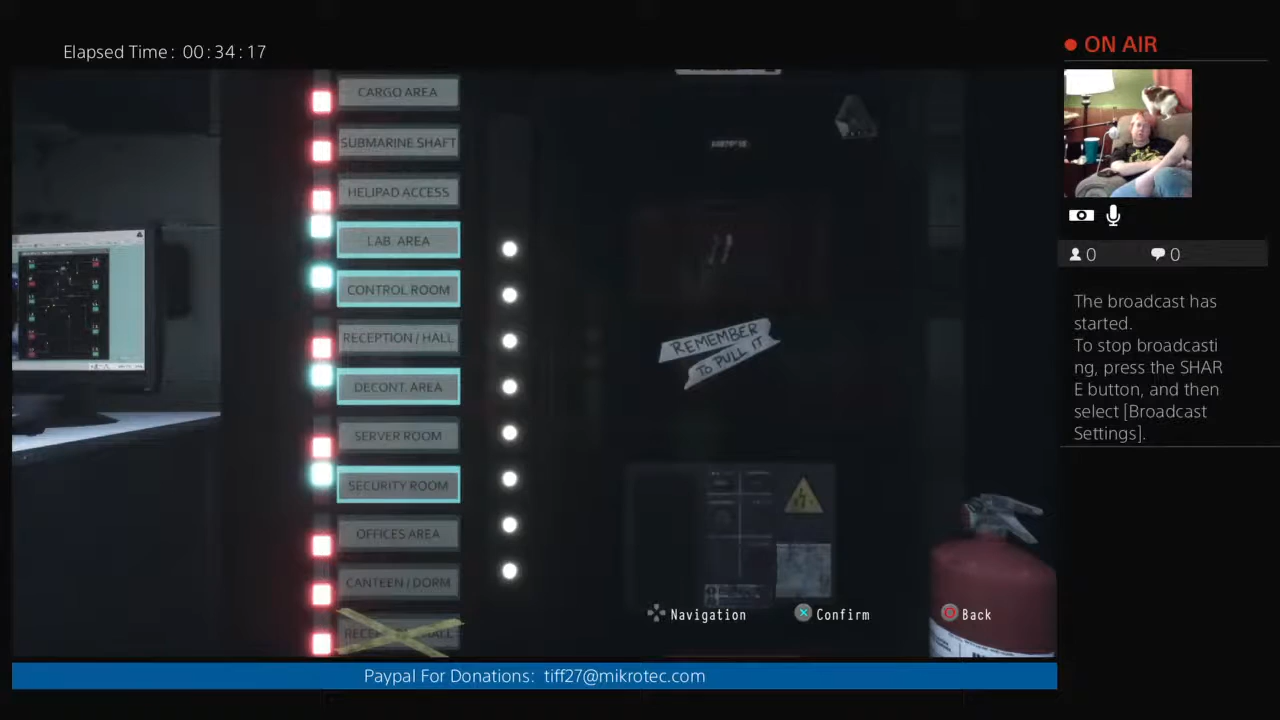 Elapsed Time: 00:34:17
ON AIR
CARGO AREA
SUBMARINE SHAFT
HELIPAD ACCESS
LAB. AREA
CONTROL ROOM
RECEPTION / HALL
DECONT. AREA
SERVER ROOM
SECURITY ROOM
OFFICES AREA
CANTEEN / DORM
REMEMBER
TO PULL IT
Navigation
Confirm
Back
0
0
The broadcast has
started.
To stop broadcasti
ng, press the SHAR
E button, and then
select [Broadcast
Settings].
Paypal For Donations: tiff27@mikrotec.com